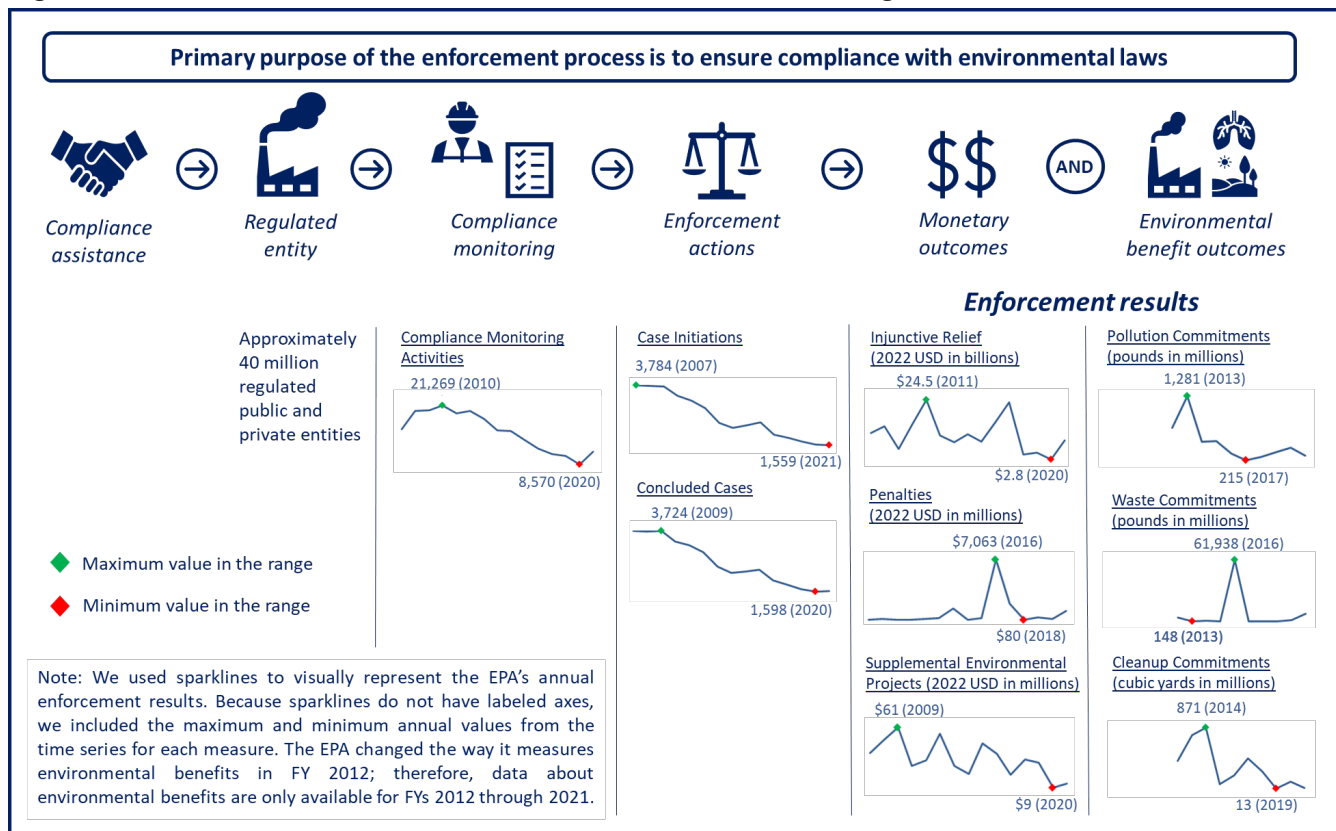 Primary purpose of the enforcement process is to ensure compliance with environmental laws
Compliance
assistance
Regulated
entity
Compliance
monitoring
Enforcement
actions
Monetary
outcomes
AND
Environmental
benefit outcomes
Enforcement results
Approximately
40 million
regulated
public and
private entities
Compliance Monitoring
Activities
21,269 (2010)
8,570 (2020)
Case Initiations
3,784 (2007)
1,559 (2021)
Concluded Cases
3,724 (2009)
1,598 (2020)
Injunctive Relief
(2022 USD in billions)
$24.5 (2011)
$2.8 (2020)
Penalties
(2022 USD in millions)
$7,063 (2016)
$80 (2018)
Supplemental Environmental
Projects (2022 USD in millions)
$61 (2009)
$9 (2020)
Pollution Commitments
(pounds in millions)
1,281 (2013)
215 (2017)
Waste Commitments
(pounds in millions)
61,938 (2016)
148 (2013)
Cleanup Commitments
(cubic yards in millions)
871 (2014)
13 (2019)
Maximum value in the range
Minimum value in the range
Note: We used sparklines to visually represent the EPA’s annual
enforcement results. Because sparklines do not have labeled axes,
we included the maximum and minimum annual values from the
time series for each measure. The EPA changed the way it measures
environmental benefits in FY 2012; therefore, data about
environmental benefits are only available for FYs 2012 through 2021.